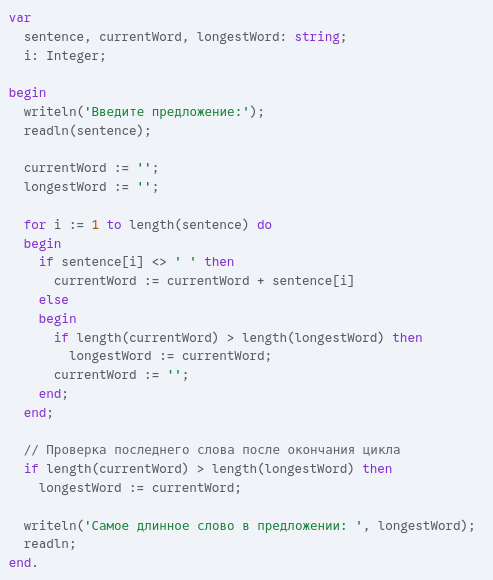 var
  sentence, currentWord, longestWord: string;
  i: Integer;

begin
  writeln('Введите предложение:');
  readln(sentence);

  currentWord := '';
  longestWord := '';

  for i := 1 to length(sentence) do
  begin
    if sentence[i] <> ' ' then
      currentWord := currentWord + sentence[i]
    else
    begin
      if length(currentWord) > length(longestWord) then
        longestWord := currentWord;
      currentWord := '';
    end;
  end;

  // Проверка последнего слова после окончания цикла
  if length(currentWord) > length(longestWord) then
    longestWord := currentWord;

  writeln('Самое длинное слово в предложении: ', longestWord);
  readln;
end.